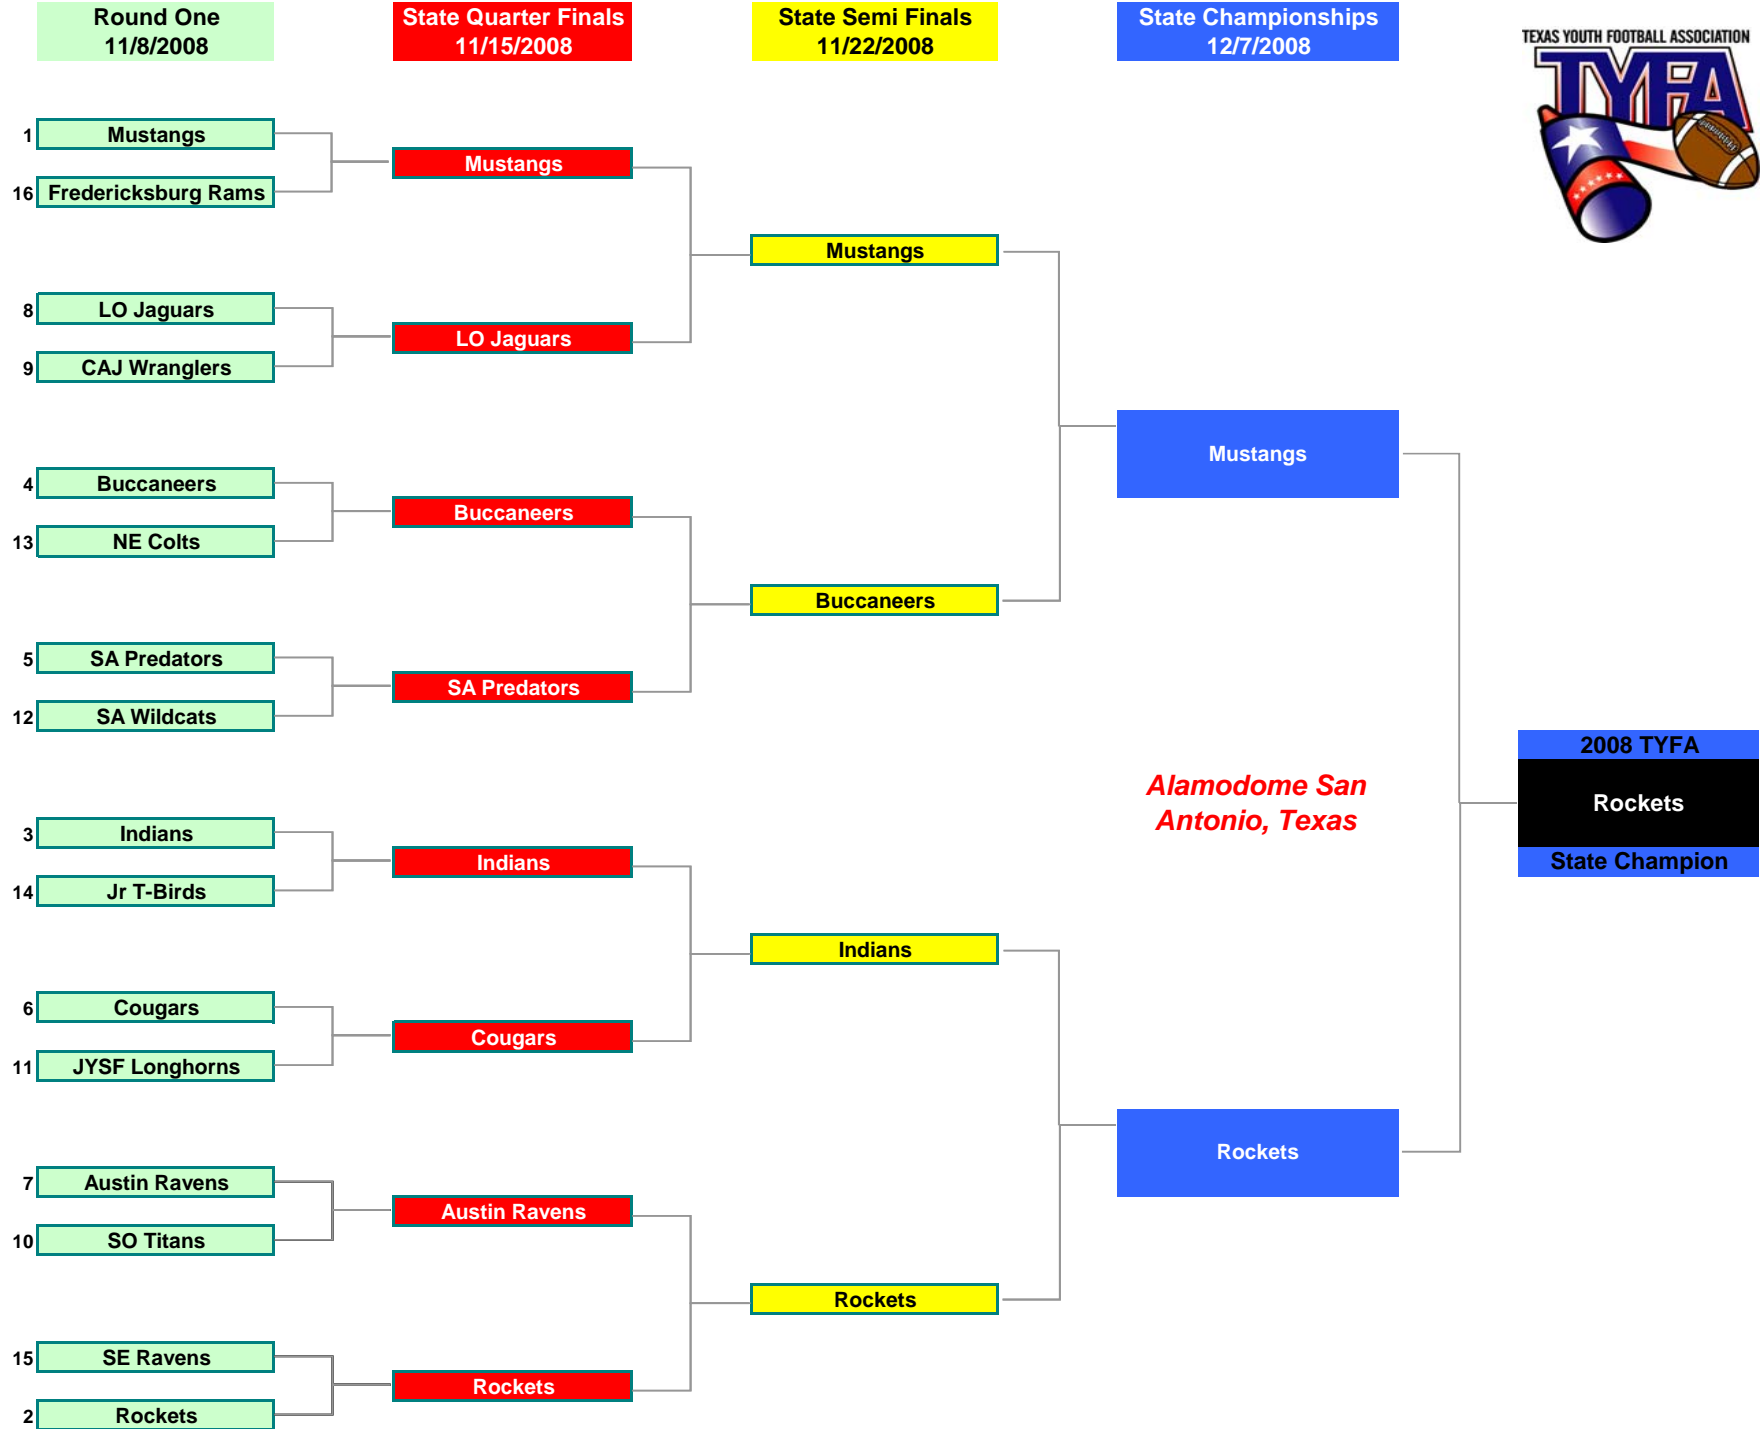 Round One
11/8/2008
State Quarter Finals
11/15/2008
State Semi Finals
11/22/2008
State Championships
12/7/2008
TEXAS YOUTH FOOTBALL ASSOCIATION
TYFA
1 Mustangs
16 Fredericksburg Rams
8 LO Jaguars
9 CAJ Wranglers
4 Buccaneers
13 NE Colts
5 SA Predators
12 SA Wildcats
3 Indians
14 Jr T-Birds
6 Cougars
11 JYSF Longhorns
7 Austin Ravens
10 SO Titans
15 SE Ravens
2 Rockets
Mustangs
LO Jaguars
Buccaneers
SA Predators
Indians
Cougars
Austin Ravens
Rockets
Mustangs
Buccaneers
Indians
Rockets
Mustangs
Alamodome San
Antonio, Texas
Rockets
2008 TYFA
Rockets
State Champion